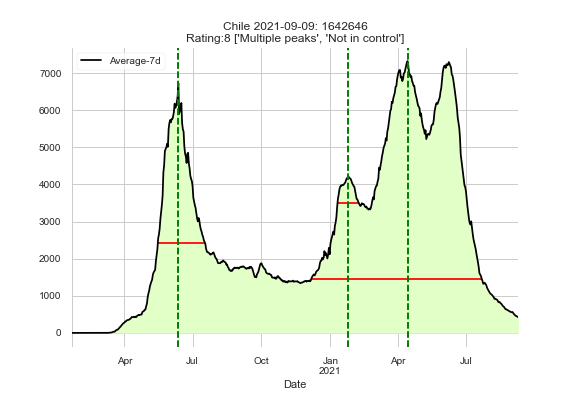 Chile 2021-09-09: 1642646
Rating:8 ['Multiple peaks', 'Not in control']
Average-7d
7000
6000
5000
4000
3000
2000
1000
0
Apr Jul Oct Jan Apr Jul
2021
Date